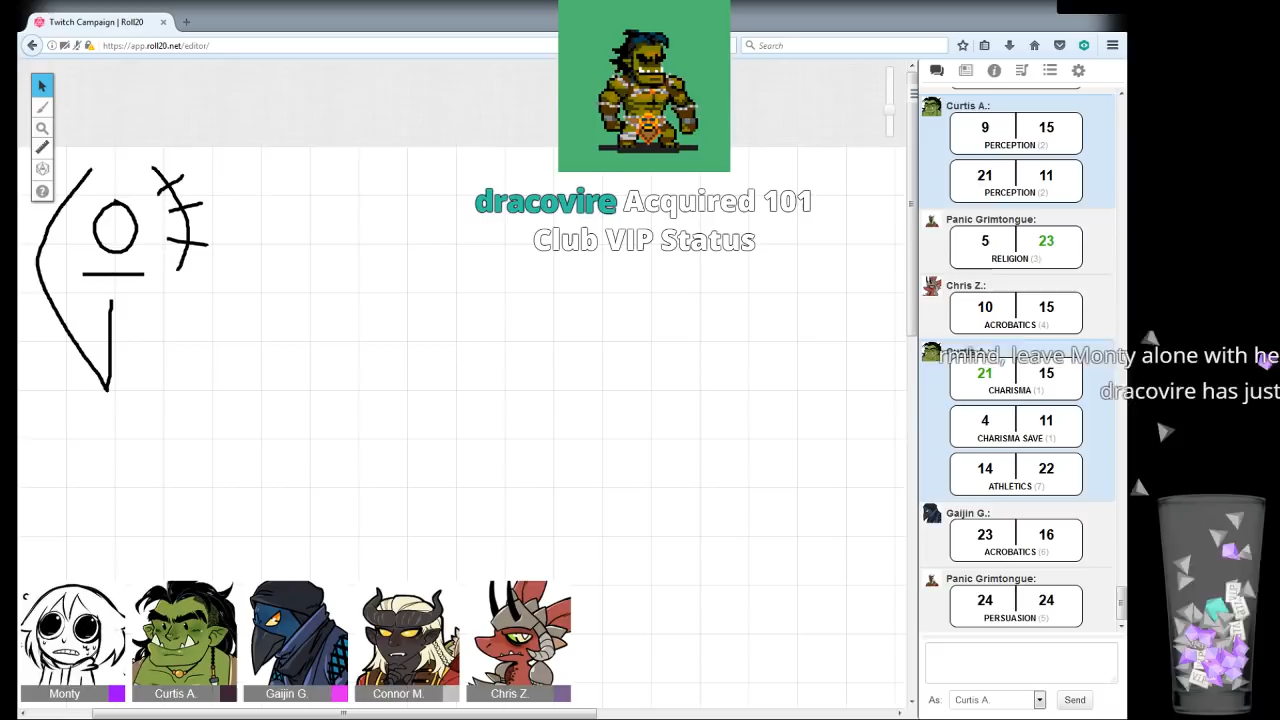 Twitch Campaign | Roll20
https://app.roll20.net/editor/
Search
dracovire Acquired 101
Club VIP Status
Curtis A.:
9 15
PERCEPTION (2)
21 11
PERCEPTION (2)
Panic Grimtongue:
5 23
RELIGION (3)
Chris Z.:
10 15
ACROBATICS (4)
Curtis A.:
21 15
CHARISMA (1)
4 11
CHARISMA SAVE (1)
14 22
ATHLETICS (7)
Gaijin G.:
23 16
ACROBATICS (6)
Panic Grimtongue:
24 24
PERSUASION (5)
rmind, leave Monty alone with he
dracovire has just
Monty
Curtis A.
Gaijin G.
Connor M.
Chris Z.
As: Curtis A. Send